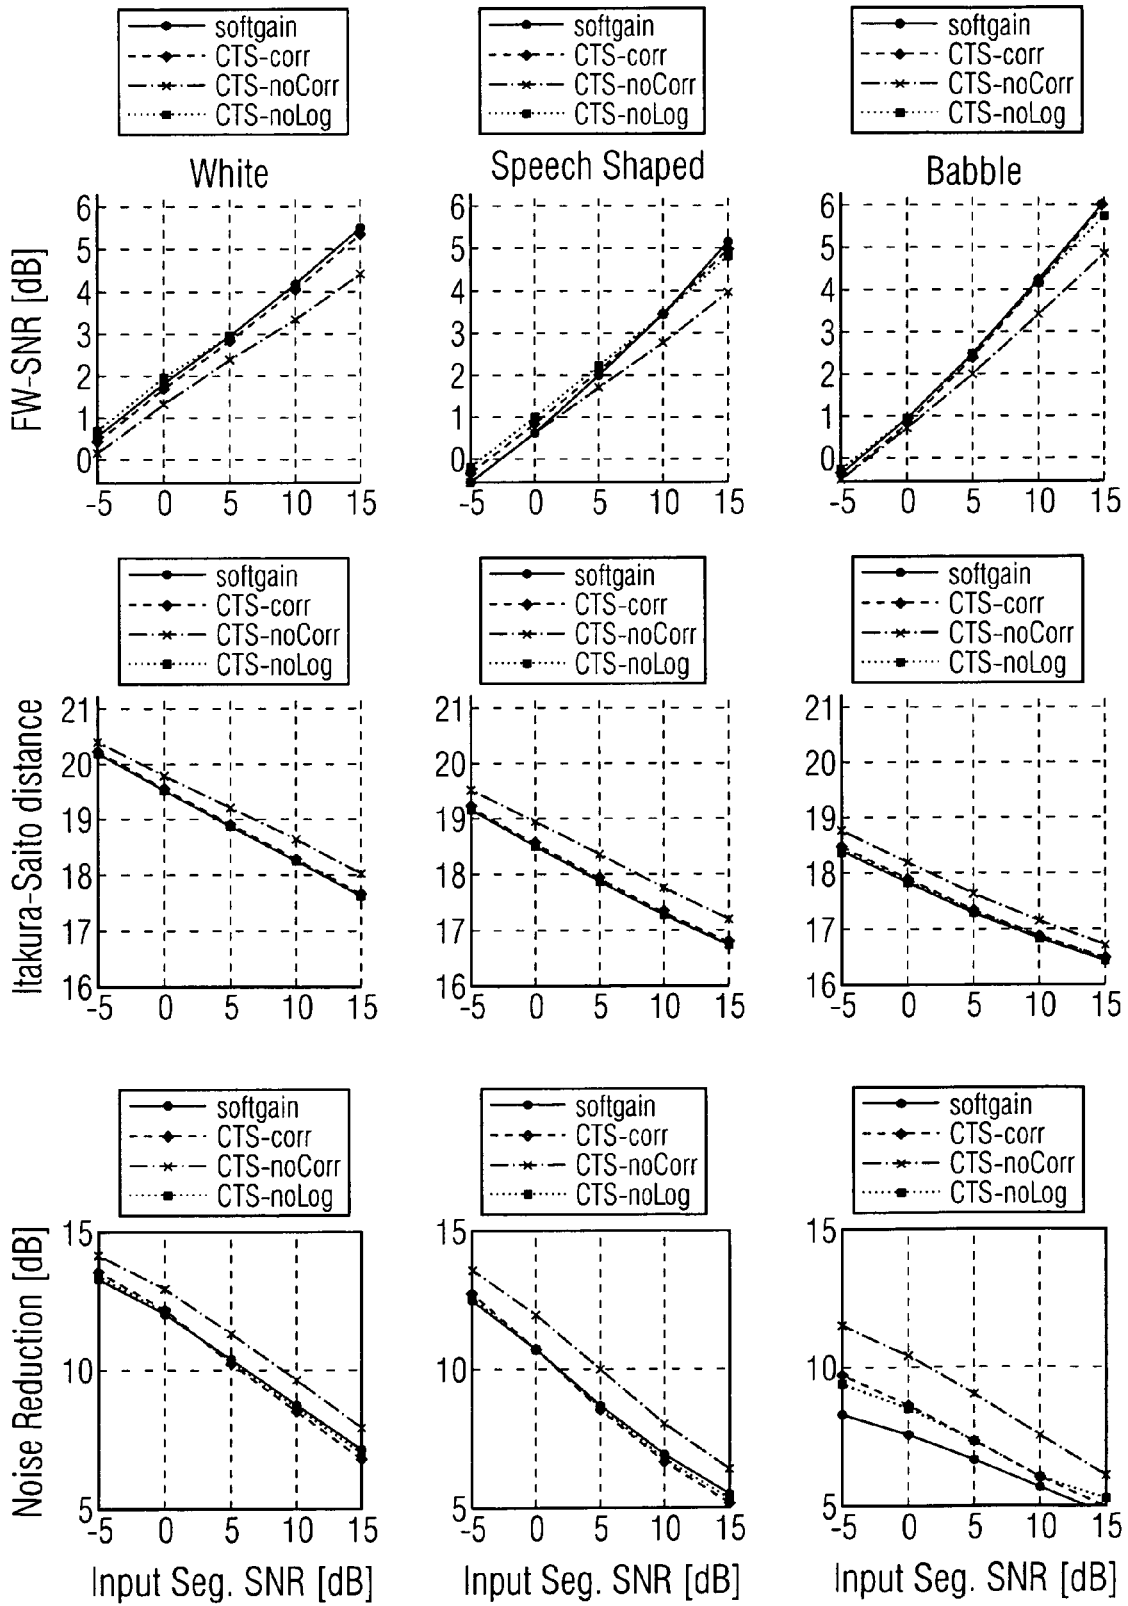 softgain
CTS-corr
CTS-noCorr
CTS-noLog
softgain
CTS-corr
CTS-noCorr
CTS-noLog
softgain
CTS-corr
CTS-noCorr
CTS-noLog
White
Speech Shaped
Babble
FW-SNR [dB]
6
5
4
3
2
1
0
-5 0 5 10 15
6
5
4
3
2
1
0
-5 0 5 10 15
6
5
4
3
2
1
0
-5 0 5 10 15
softgain
CTS-corr
CTS-noCorr
CTS-noLog
softgain
CTS-corr
CTS-noCorr
CTS-noLog
softgain
CTS-corr
CTS-noCorr
CTS-noLog
Itakura-Saito distance
21
20
19
18
17
16
-5 0 5 10 15
21
20
19
18
17
16
-5 0 5 10 15
21
20
19
18
17
16
-5 0 5 10 15
softgain
CTS-corr
CTS-noCorr
CTS-noLog
softgain
CTS-corr
CTS-noCorr
CTS-noLog
softgain
CTS-corr
CTS-noCorr
CTS-noLog
Noise Reduction [dB]
15
10
5
-5 0 5 10 15
Input Seg. SNR [dB]
15
10
5
-5 0 5 10 15
Input Seg. SNR [dB]
15
10
5
-5 0 5 10 15
Input Seg. SNR [dB]